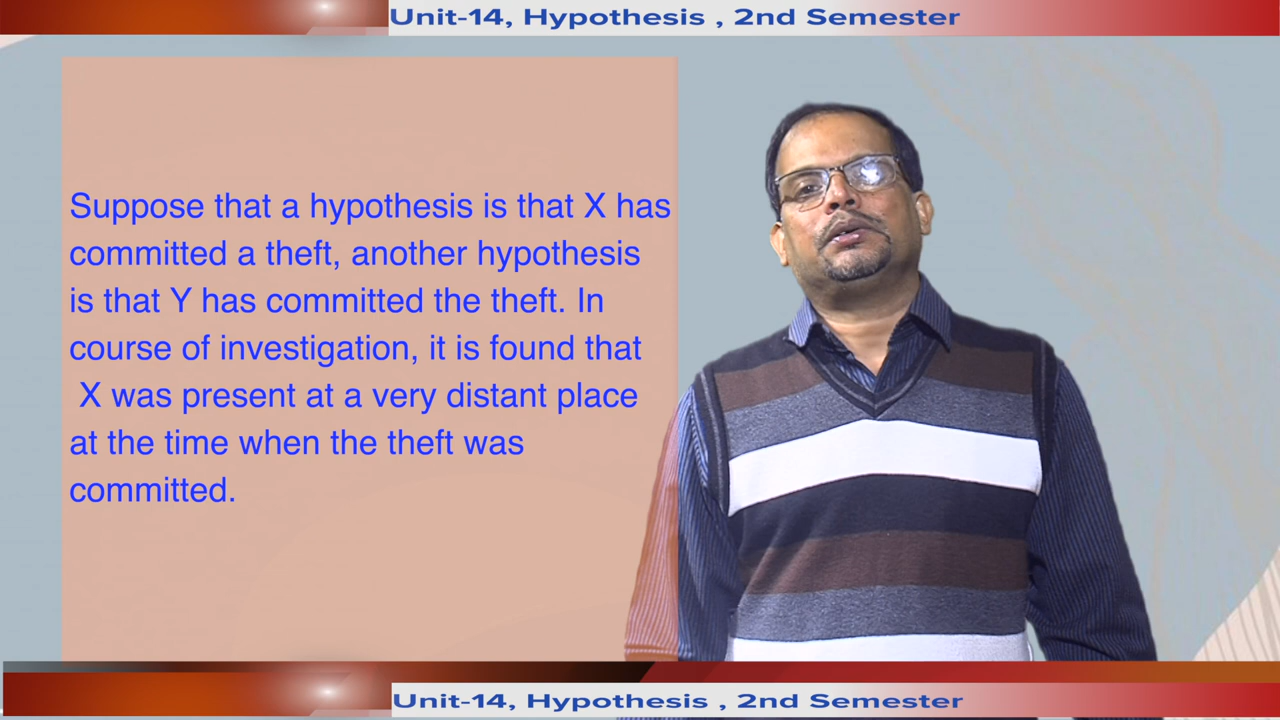 Unit-14, Hypothesis , 2nd Semester
Suppose that a hypothesis is that X has
committed a theft, another hypothesis
is that Y has committed the theft. In
course of investigation, it is found that
X was present at a very distant place
at the time when the theft was
committed.
Unit-14, Hypothesis , 2nd Semester